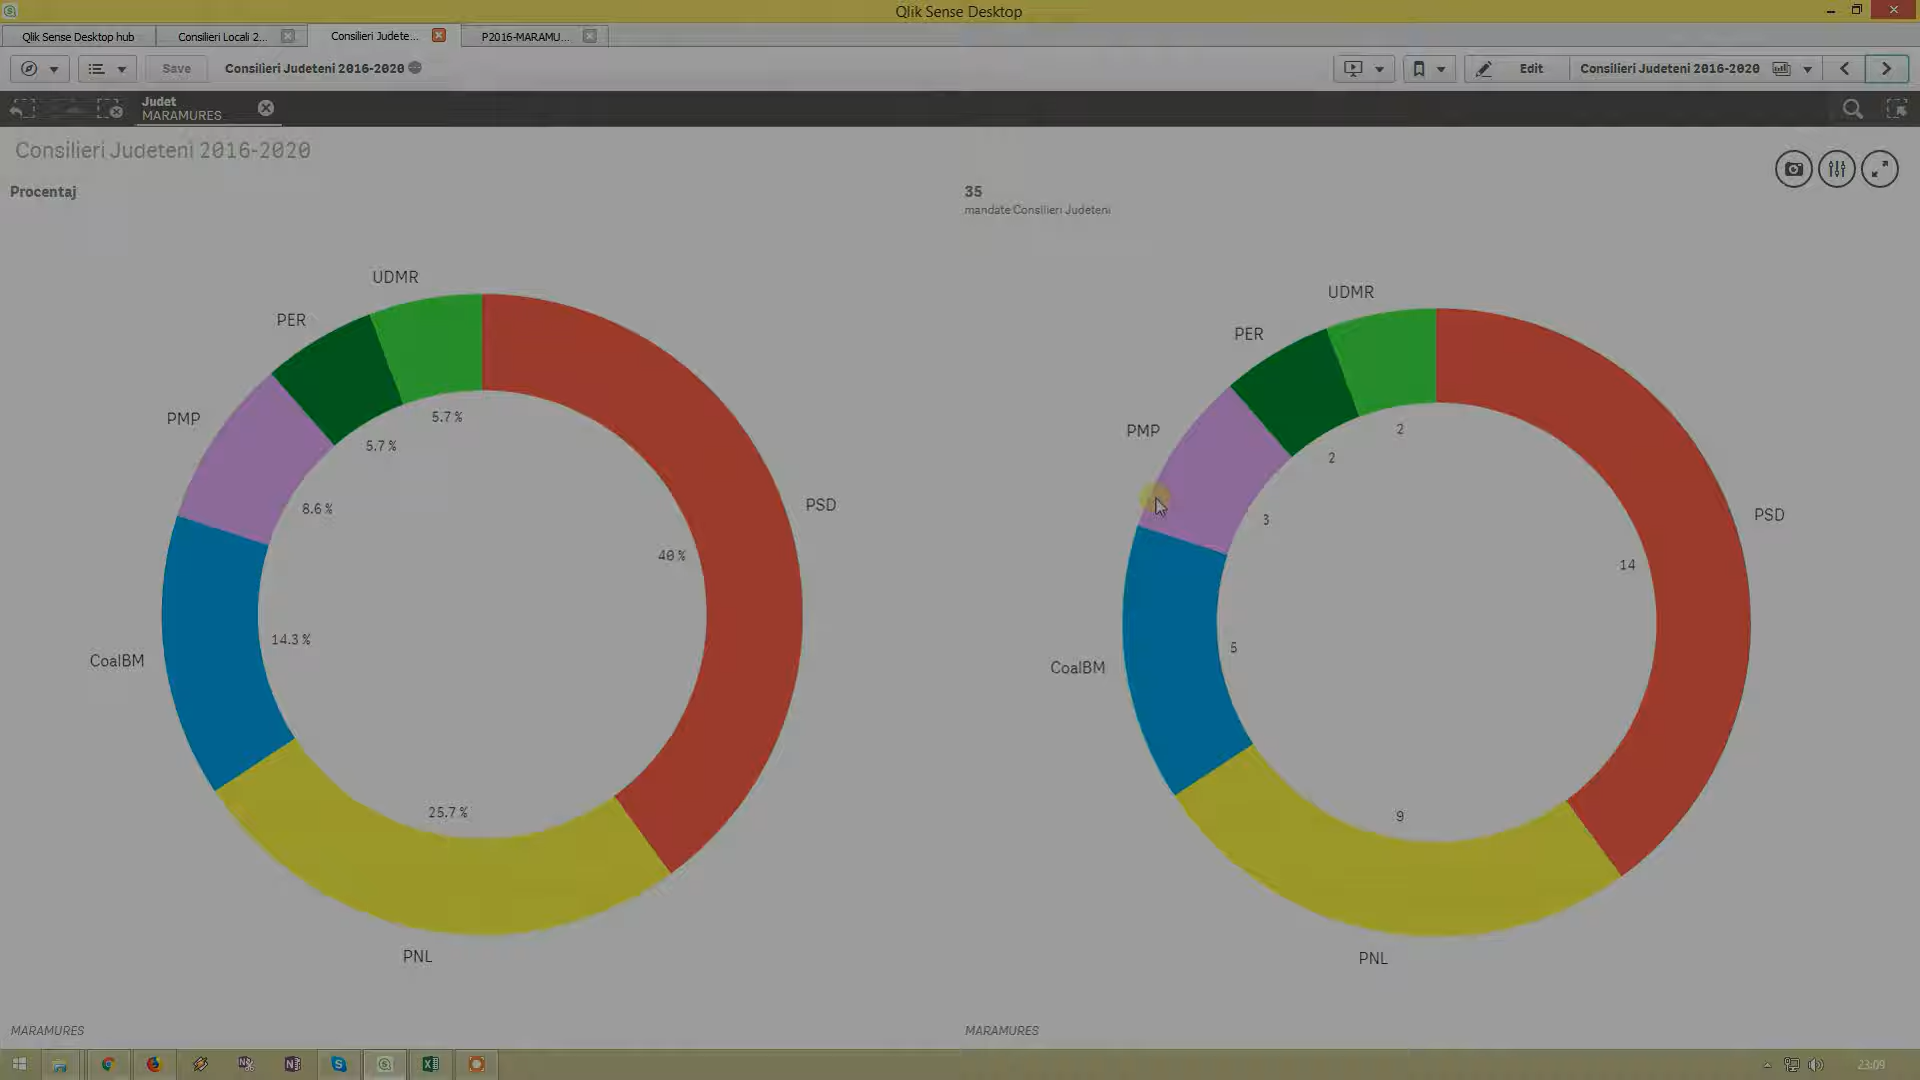 Qlik Sense Desktop
Qlik Sense Desktop hub
Consilieri Locali 2...
Consilieri Judete...
P2016-MARAMU...
Save
Consilieri Judeteni 2016-2020
Edit
Consilieri Judeteni 2016-2020
Judet
MARAMURES
Consilieri Judeteni 2016-2020
Procentaj
UDMR
PER
PMP
CoalBM
PNL
PSD
5.7 %
5.7 %
8.6 %
14.3 %
25.7 %
40 %
MARAMURES
35
mandate Consilieri Judeteni
UDMR
PER
PMP
CoalBM
PNL
PSD
2
2
3
5
9
14
MARAMURES
23:09